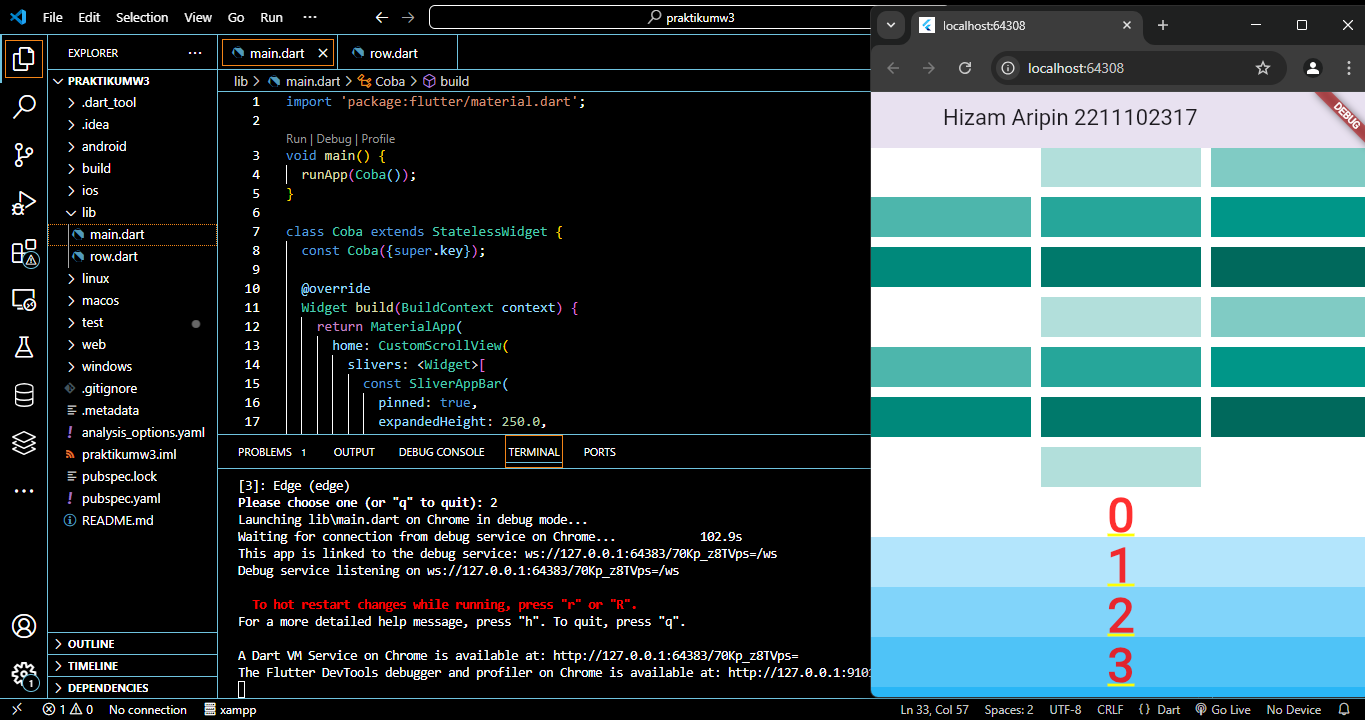 File Edit Selection View Go Run ··· praktikumw3
EXPLORER ···
PRAKTIKUMW3
.dart_tool
.idea
android
build
ios
lib
main.dart
row.dart
linux
macos
test
web
windows
.gitignore
.metadata
analysis_options.yaml
praktikumw3.iml
pubspec.lock
pubspec.yaml
README.md
OUTLINE
TIMELINE
DEPENDENCIES
main.dart row.dart
lib > main.dart > Coba > build
1 import 'package:flutter/material.dart';
2
Run | Debug | Profile
3 void main() {
4 runApp(Coba());
5 }
6
7 class Coba extends StatelessWidget {
8 const Coba({super.key});
9
10 @override
11 Widget build(BuildContext context) {
12 return MaterialApp(
13 home: CustomScrollView(
14 slivers: <Widget>[
15 const SliverAppBar(
16 pinned: true,
17 expandedHeight: 250.0,
PROBLEMS 1 OUTPUT DEBUG CONSOLE TERMINAL PORTS
[3]: Edge (edge)
Please choose one (or "q" to quit): 2
Launching lib\main.dart on Chrome in debug mode...
Waiting for connection from debug service on Chrome... 102.9s
This app is linked to the debug service: ws://127.0.0.1:64383/70Kp_z8TVps=/ws
Debug service listening on ws://127.0.0.1:64383/70Kp_z8TVps=/ws
To hot restart changes while running, press "r" or "R".
For a more detailed help message, press "h". To quit, press "q".
A Dart VM Service on Chrome is available at: http://127.0.0.1:64383/70Kp_z8TVps=
The Flutter DevTools debugger and profiler on Chrome is available at: http://127.0.0.1:9101
localhost:64308
localhost:64308
Hizam Aripin 2211102317
DEBUG
0
1
2
3
1 0 No connection xampp Ln 33, Col 57 Spaces: 2 UTF-8 CRLF {} Dart Go Live No Device
1